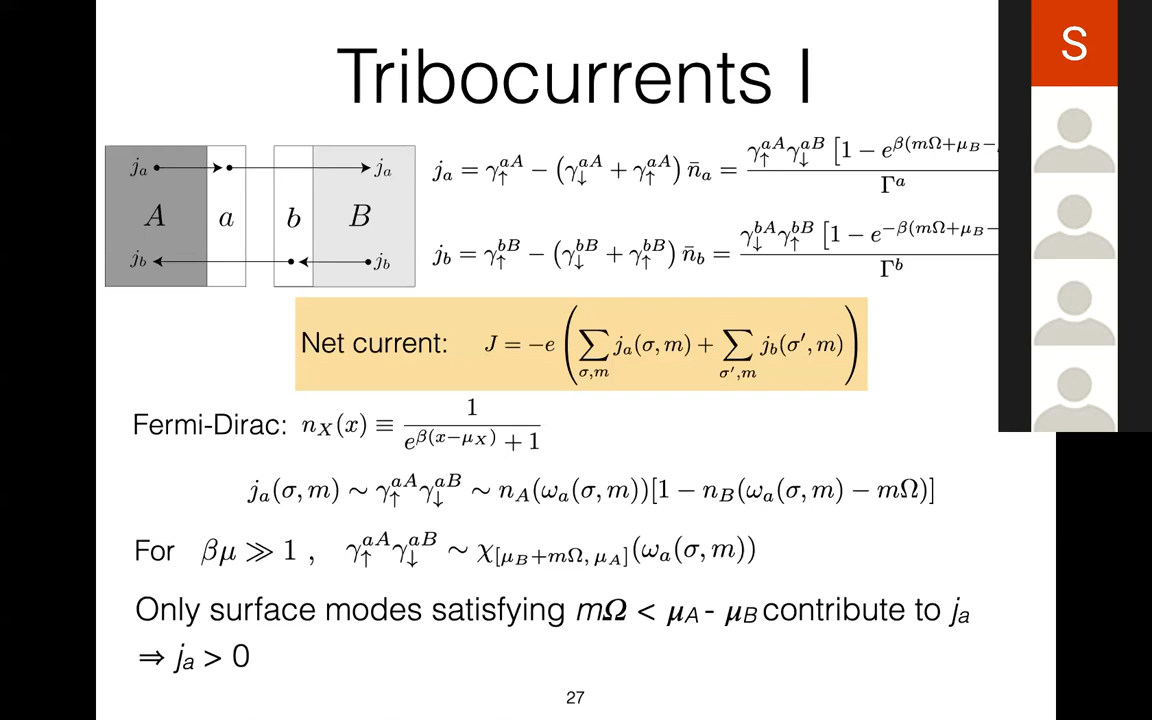 Tribocurrents I
S
j_a j_a
A a b B
j_b j_b
j_a = γ_↑^{aA} − (γ_↓^{aA} + γ_↑^{aA}) n̄_a = γ_↑^{aA} γ_↓^{aB} [1 − e^{β(mΩ+μ_B−} / Γ^a
j_b = γ_↑^{bB} − (γ_↓^{bB} + γ_↑^{bB}) n̄_b = γ_↓^{bA} γ_↑^{bB} [1 − e^{−β(mΩ+μ_B−} / Γ^b
Net current: J = −e (∑_{σ,m} j_a(σ, m) + ∑_{σ′,m} j_b(σ′, m))
Fermi-Dirac: n_X(x) ≡ 1 / e^{β(x−μ_X)} + 1
j_a(σ, m) ∼ γ_↑^{aA} γ_↓^{aB} ∼ n_A(ω_a(σ, m))[1 − n_B(ω_a(σ, m) − mΩ)]
For βμ ≫ 1 , γ_↑^{aA} γ_↓^{aB} ∼ χ_{[μ_B+mΩ, μ_A]}(ω_a(σ, m))
Only surface modes satisfying mΩ < μ_A - μ_B contribute to j_a
⇒ j_a > 0
27